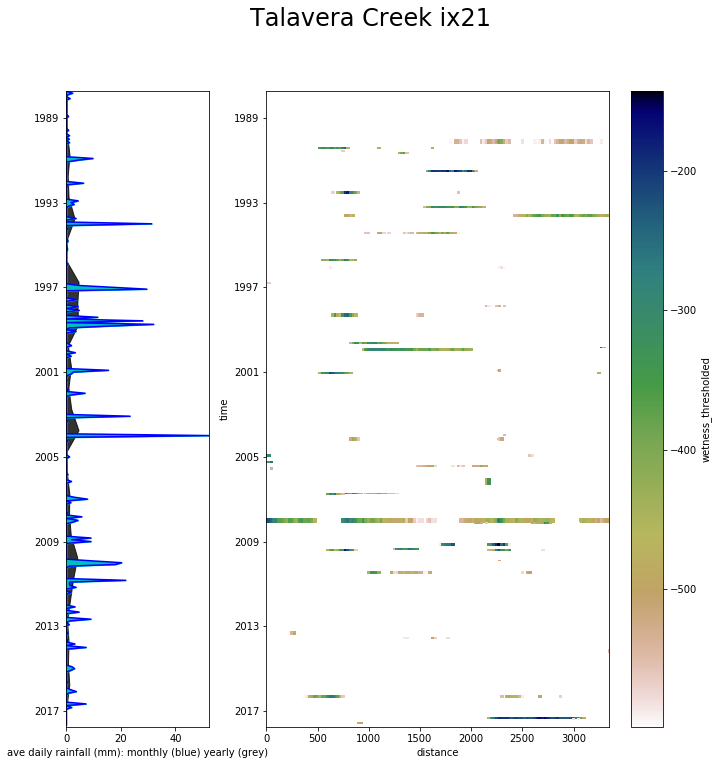 Talavera Creek ix21
1989
1993
1997
2001
2005
2009
2013
2017
0 20 40
ave daily rainfall (mm): monthly (blue) yearly (grey)
time
1989
1993
1997
2001
2005
2009
2013
2017
0 500 1000 1500 2000 2500 3000
distance
−200
−300
−400
−500
wetness_thresholded